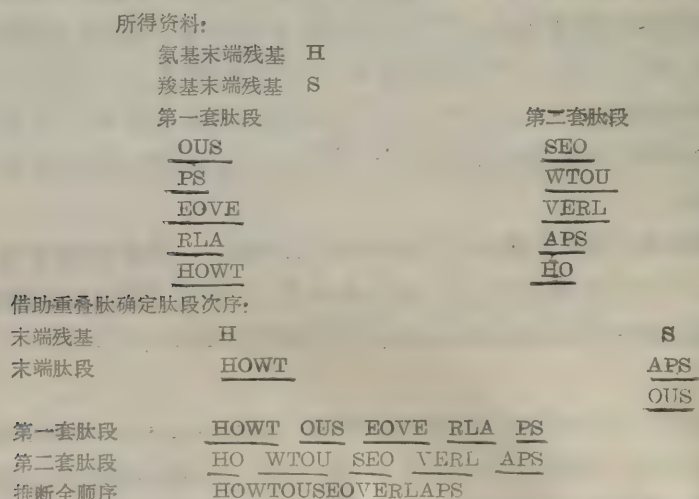 所得资料:
氨基末端残基 H
羧基末端残基 S
第一套肽段 第二套肽段
OUS SEO
PS WTOU
EOVE VERL
RLA APS
HOWT HO
借助重叠肽确定肽段次序:
末端残基 H S
末端肽段 HOWT APS
OUS
第一套肽段 HOWT OUS EOVE RLA PS
第二套肽段 HO WTOU SEO VERL APS
推断全顺序 HOWTOUSEOVERLAPS